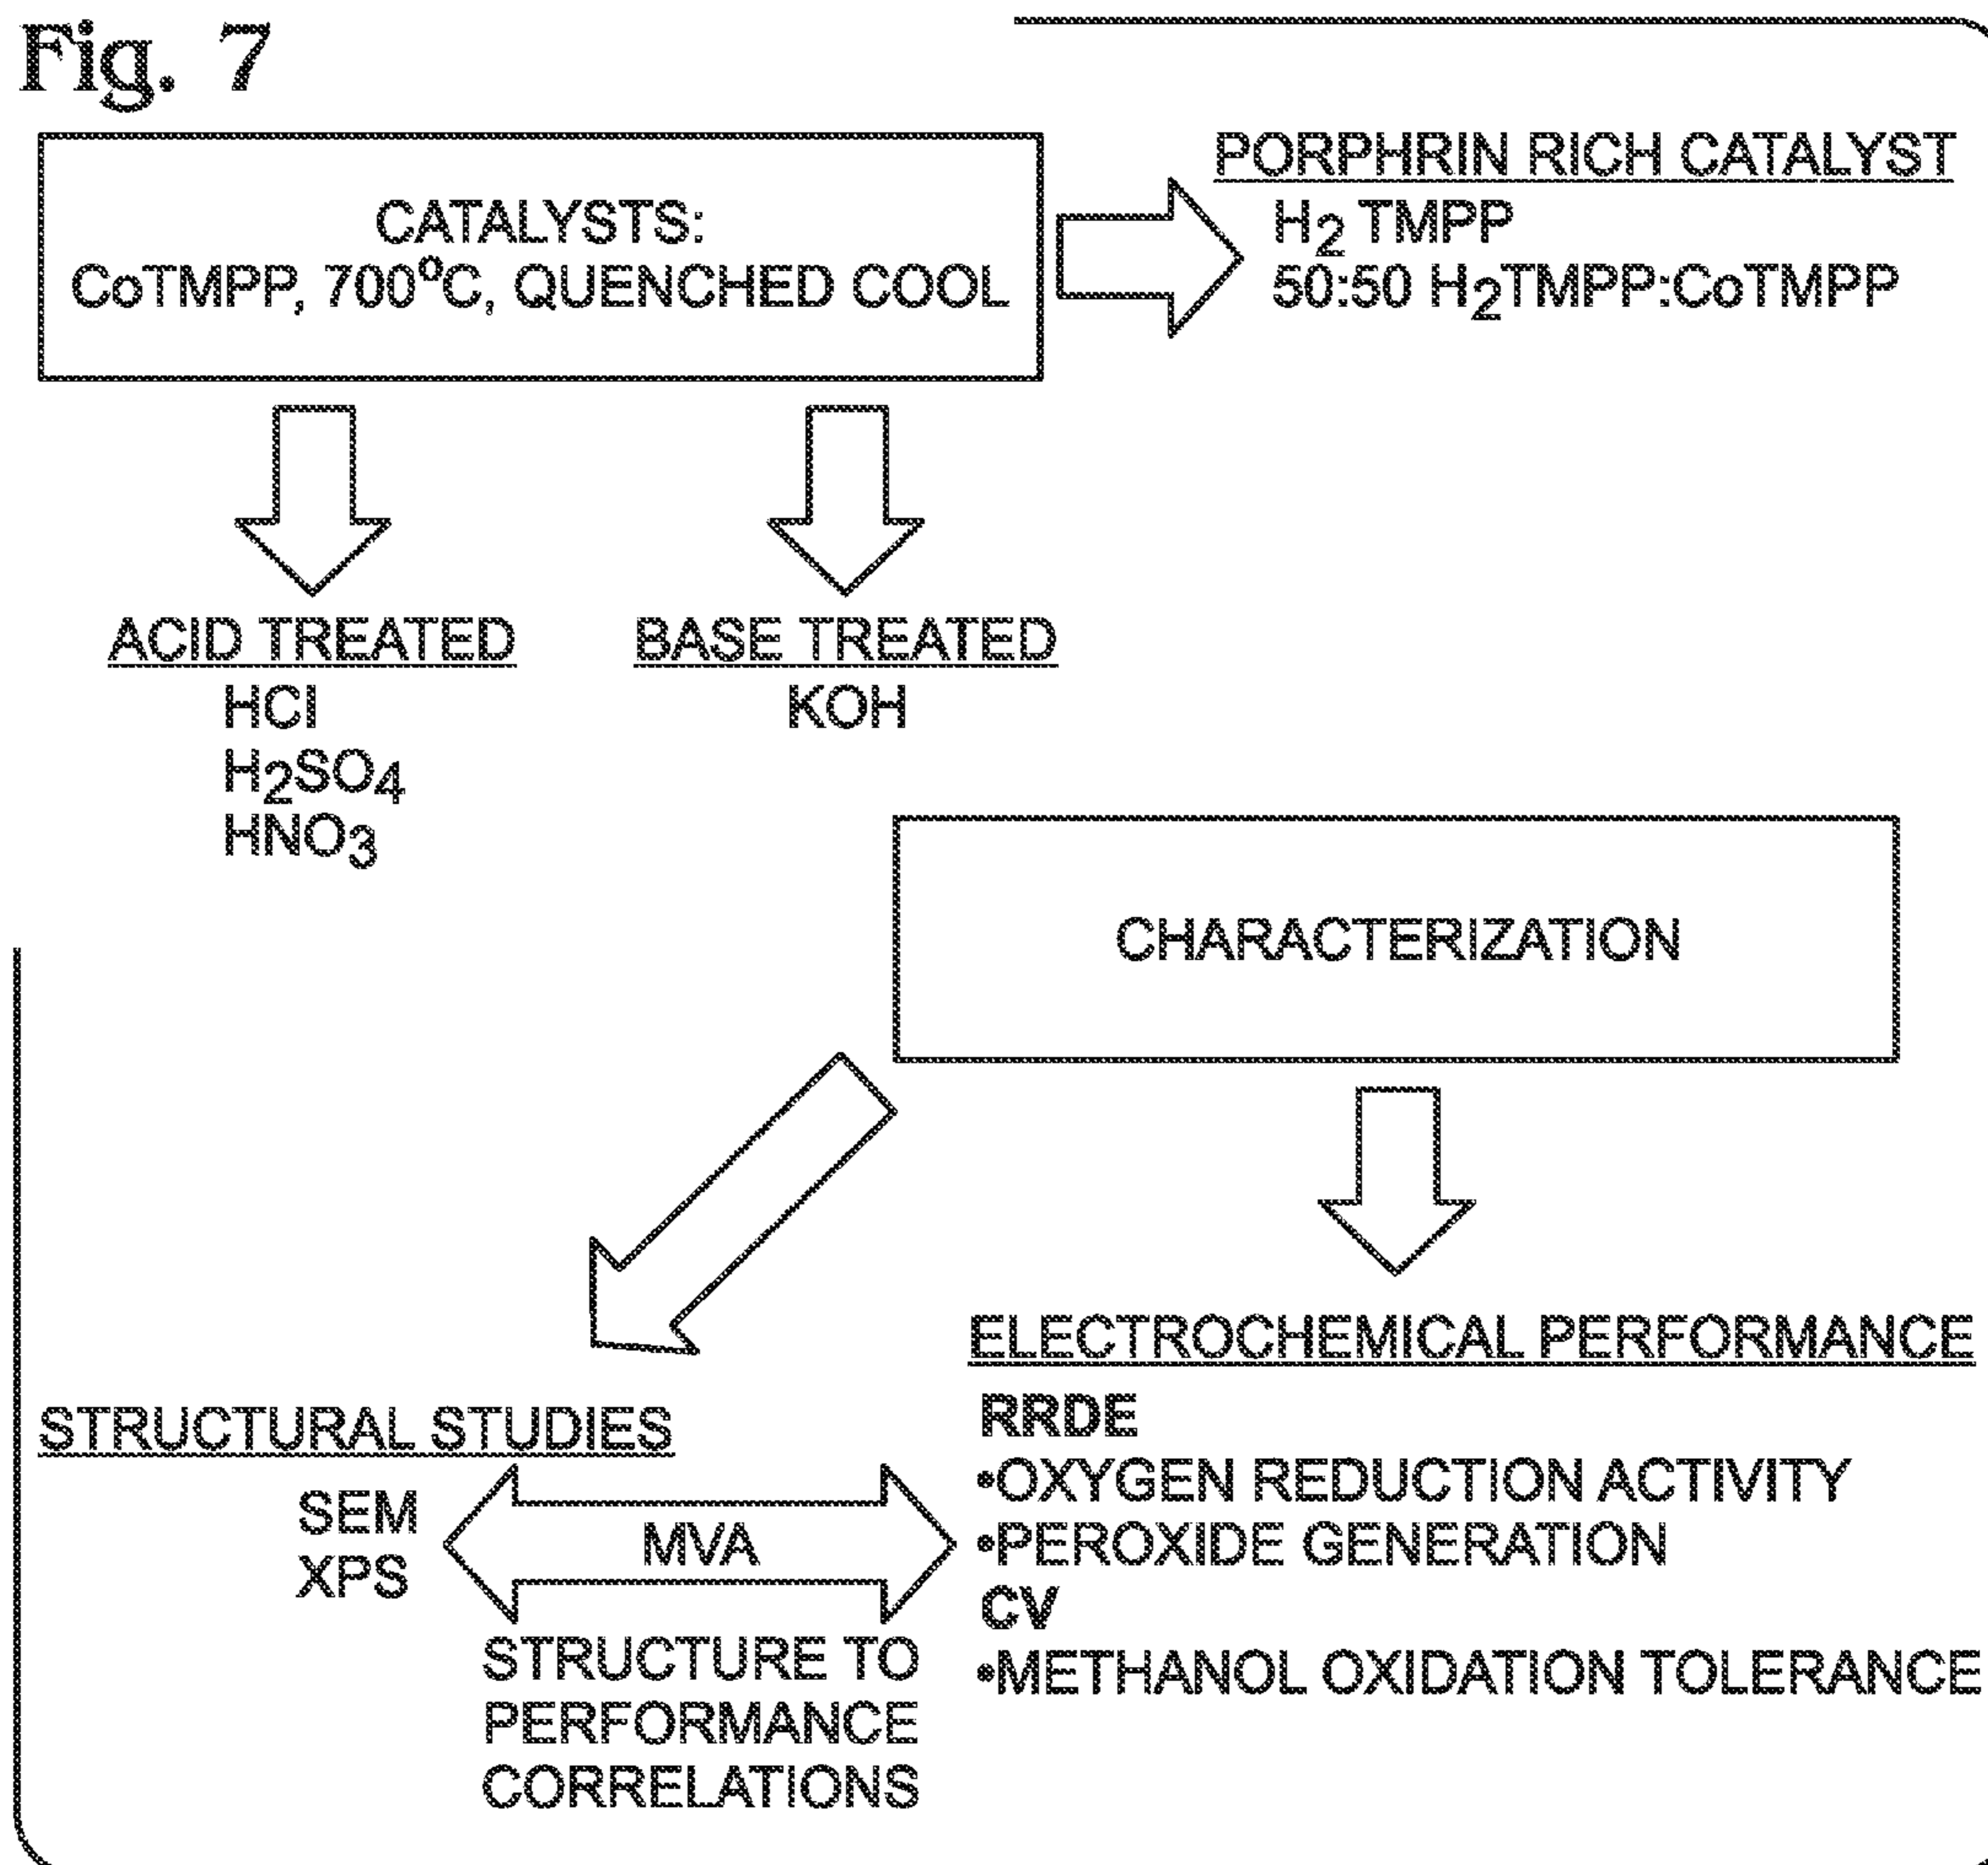 Fig. 7
CATALYSTS:
CoTMPP, 700°C, QUENCHED COOL
PORPHRIN RICH CATALYST
H2 TMPP
50:50 H2TMPP:CoTMPP
ACID TREATED
HCl
H2SO4
HNO3
BASE TREATED
KOH
CHARACTERIZATION
STRUCTURAL STUDIES
SEM
XPS
MVA
STRUCTURE TO
PERFORMANCE
CORRELATIONS
ELECTROCHEMICAL PERFORMANCE
RRDE
•OXYGEN REDUCTION ACTIVITY
•PEROXIDE GENERATION
CV
•METHANOL OXIDATION TOLERANCE